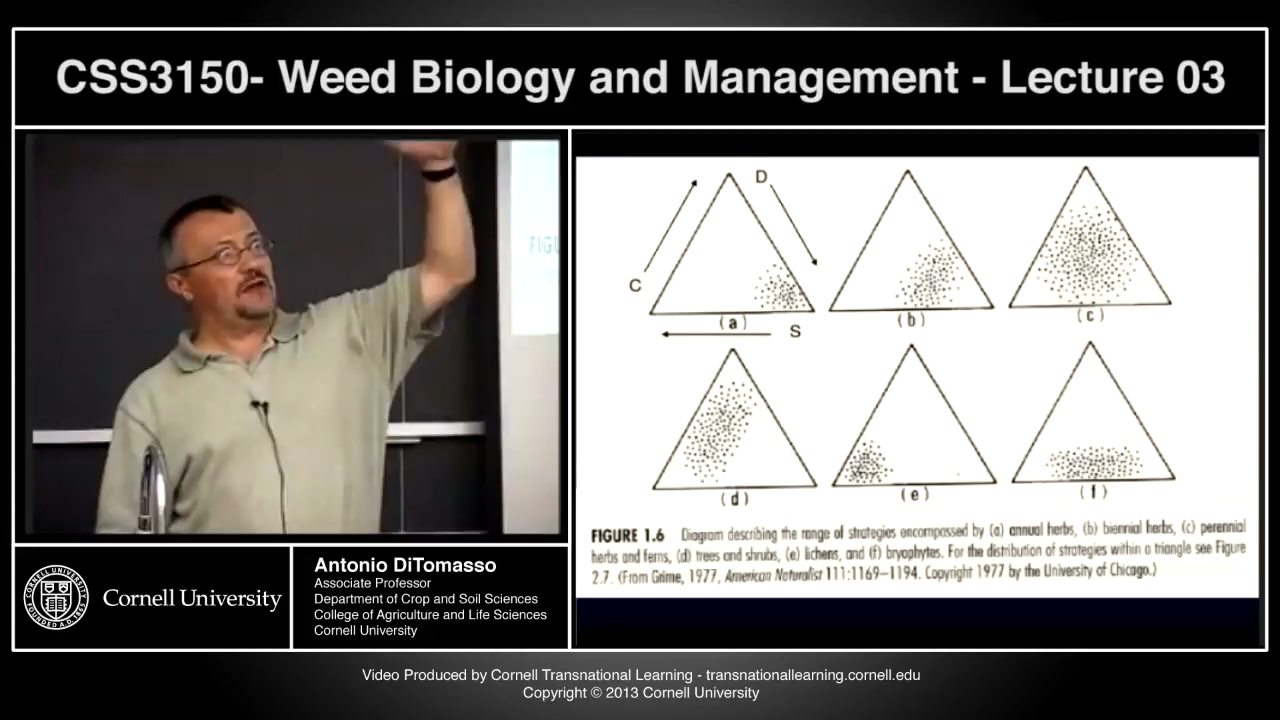 CSS3150- Weed Biology and Management - Lecture 03
FIGU
D
C
S
(a)
(b)
(c)
(d)
(e)
(f)
FIGURE 1.6 Diagram describing the range of strategies encompassed by (a) annual herbs, (b) biennial herbs, (c) perennial
herbs and ferns, (d) trees and shrubs, (e) lichens, and (f) bryophytes. For the distribution of strategies within a triangle see Figure
2.7. (From Grime, 1977, American Naturalist 111:1169–1194. Copyright 1977 by the University of Chicago.)
Cornell University
Antonio DiTomasso
Associate Professor
Department of Crop and Soil Sciences
College of Agriculture and Life Sciences
Cornell University
Video Produced by Cornell Transnational Learning - transnationallearning.cornell.edu
Copyright © 2013 Cornell University